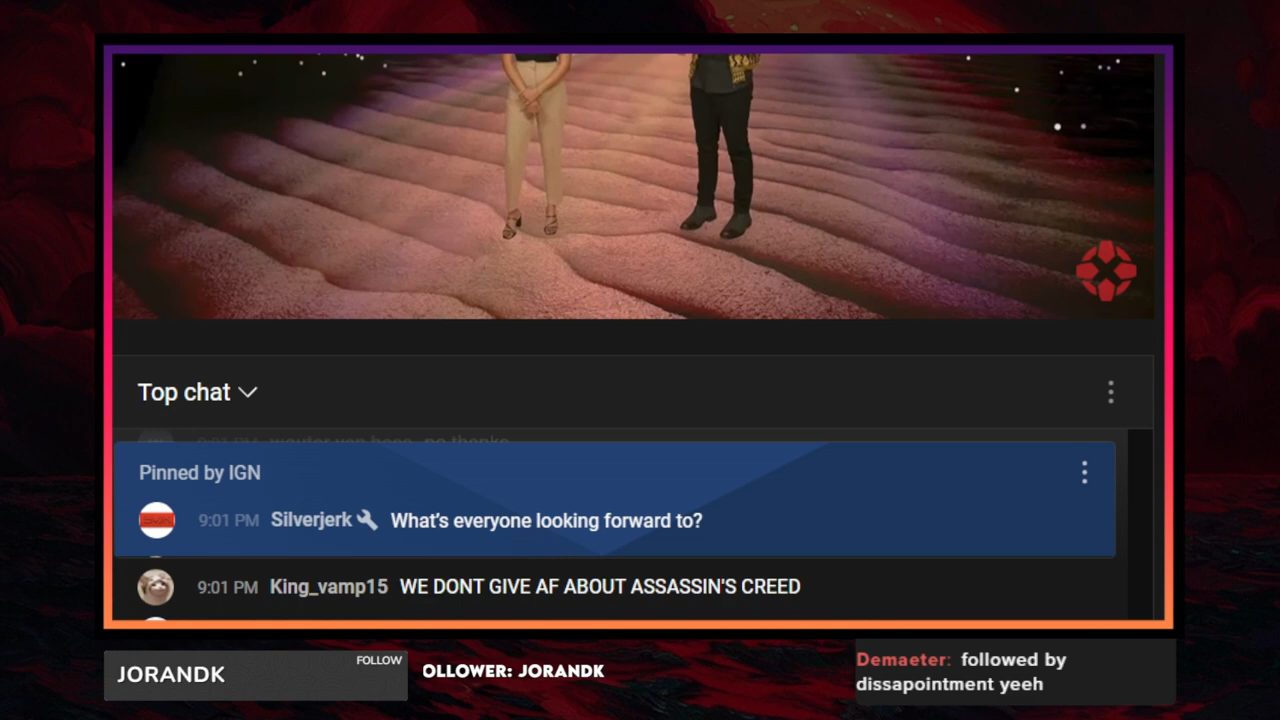 Top chat
Pinned by IGN
9:01 PM Silverjerk What's everyone looking forward to?
9:01 PM King_vamp15 WE DONT GIVE AF ABOUT ASSASSIN'S CREED
JORANDK
FOLLOW
OLLOWER: JORANDK
Demaeter: followed by
dissapointment yeeh